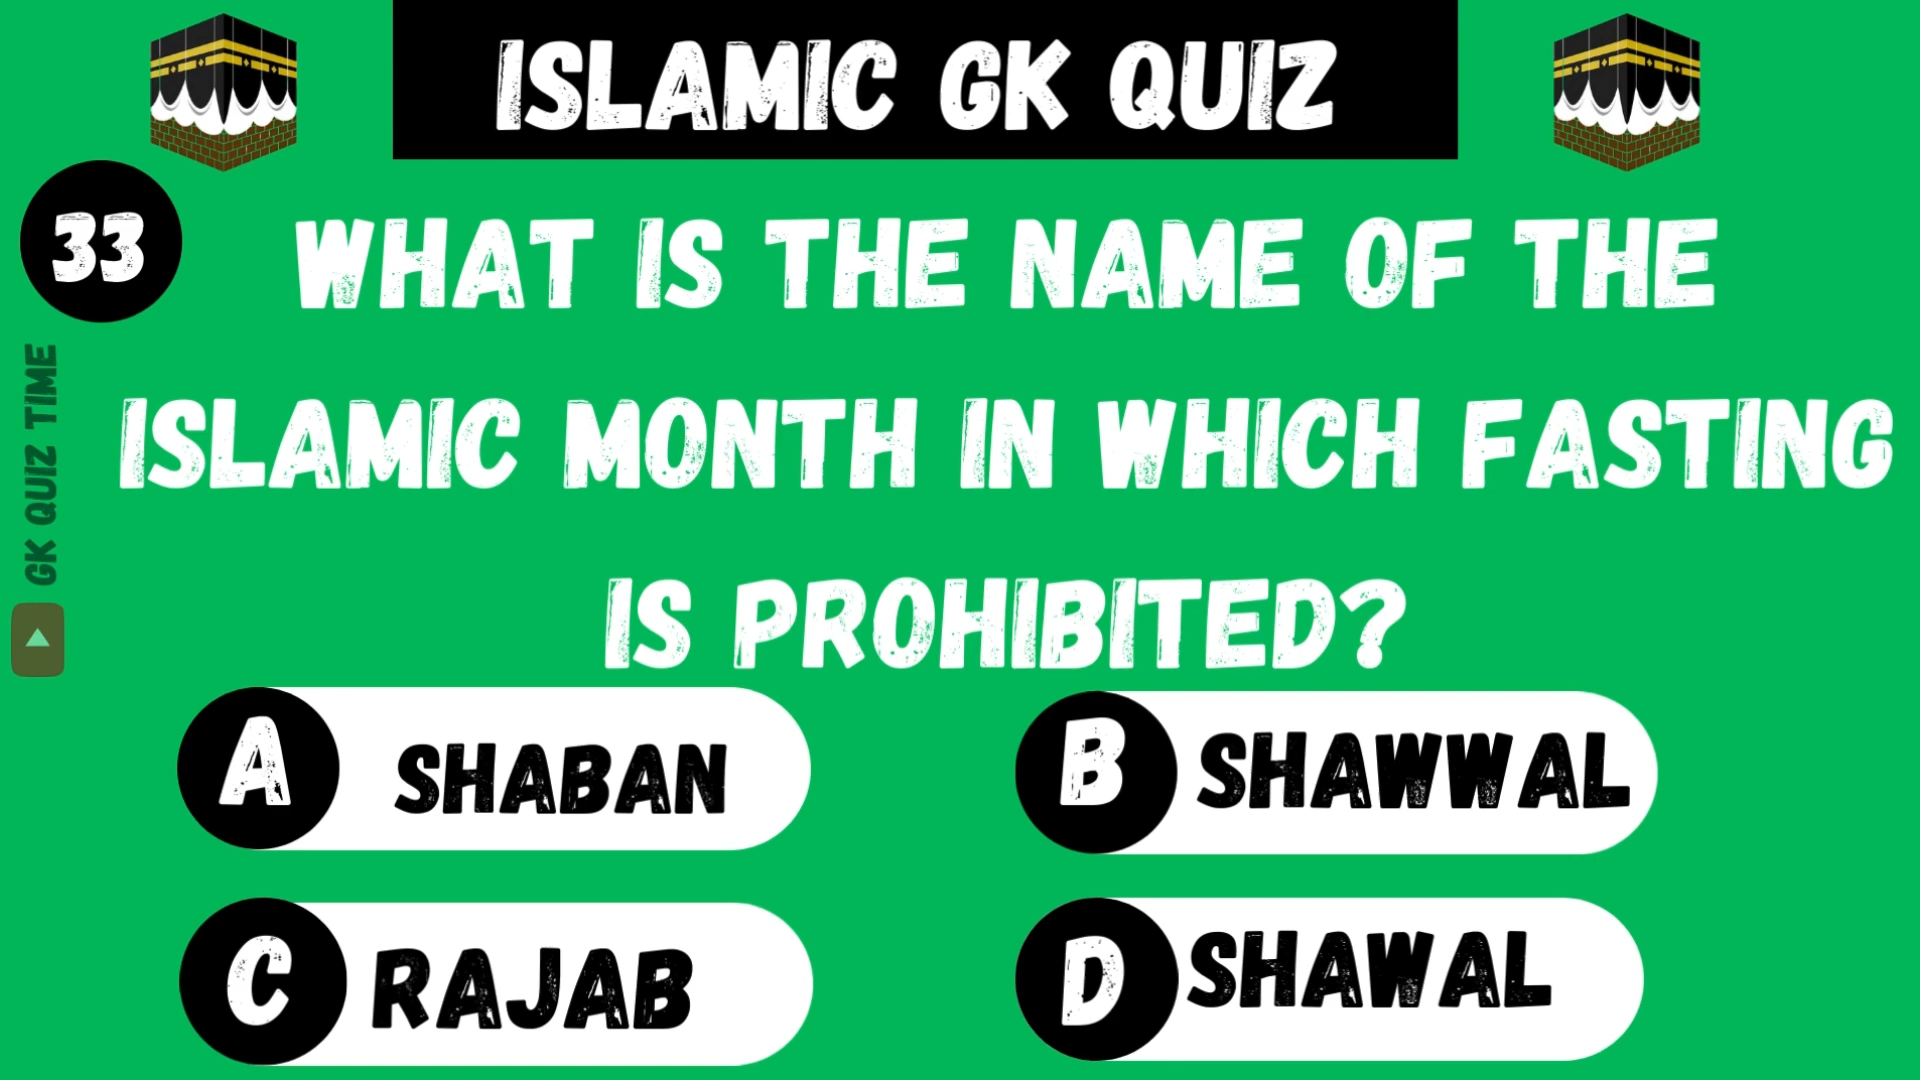 ISLAMIC GK QUIZ
33
WHAT IS THE NAME OF THE
ISLAMIC MONTH IN WHICH FASTING
IS PROHIBITED?
GK QUIZ TIME
A SHABAN
B SHAWWAL
C RAJAB
D SHAWAL